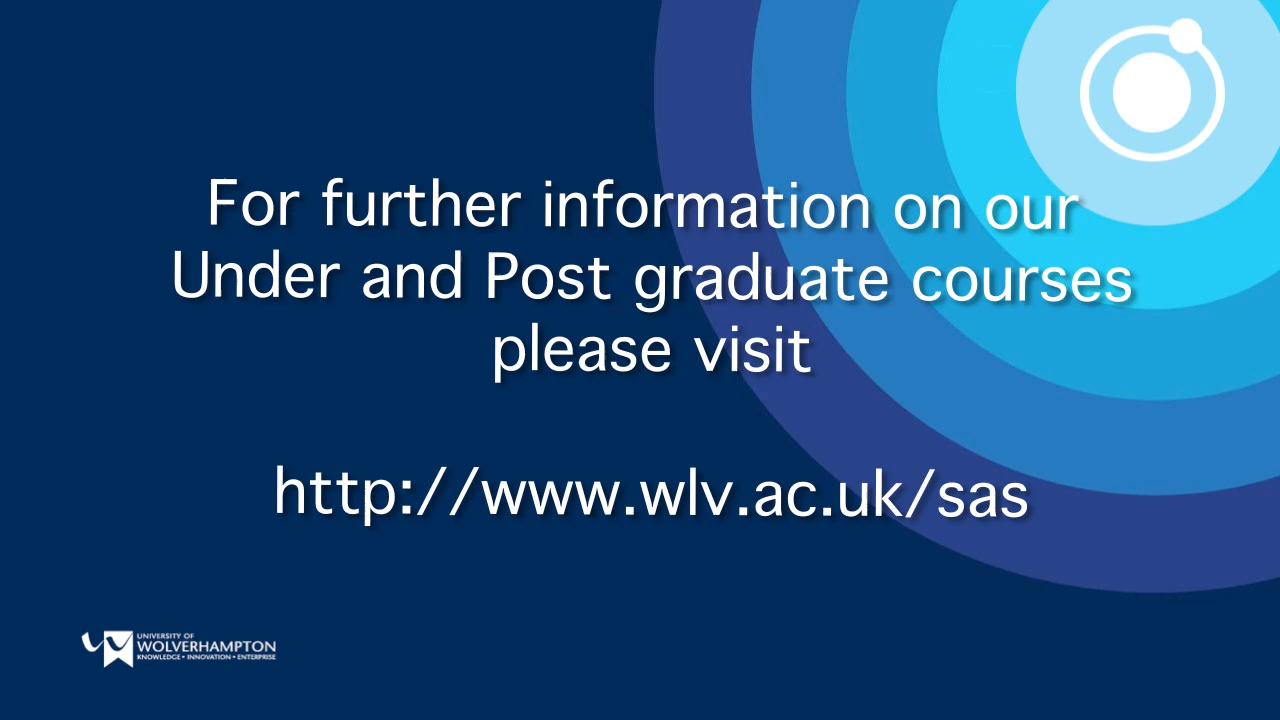 For further information on our
Under and Post graduate courses
please visit
http://www.wlv.ac.uk/sas
UNIVERSITY OF
WOLVERHAMPTON
KNOWLEDGE • INNOVATION • ENTERPRISE